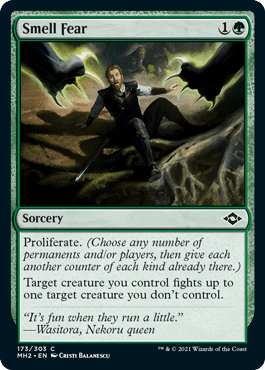 Smell Fear 1
Sorcery
Proliferate. (Choose any number of
permanents and/or players, then give each
another counter of each kind already there.)
Target creature you control fights up to
one target creature you don't control.
"It's fun when they run a little."
—Wasitora, Nekoru queen
173/303 C
MH2 • EN CRISTI BALANESCU
™ & © 2021 Wizards of the Coast